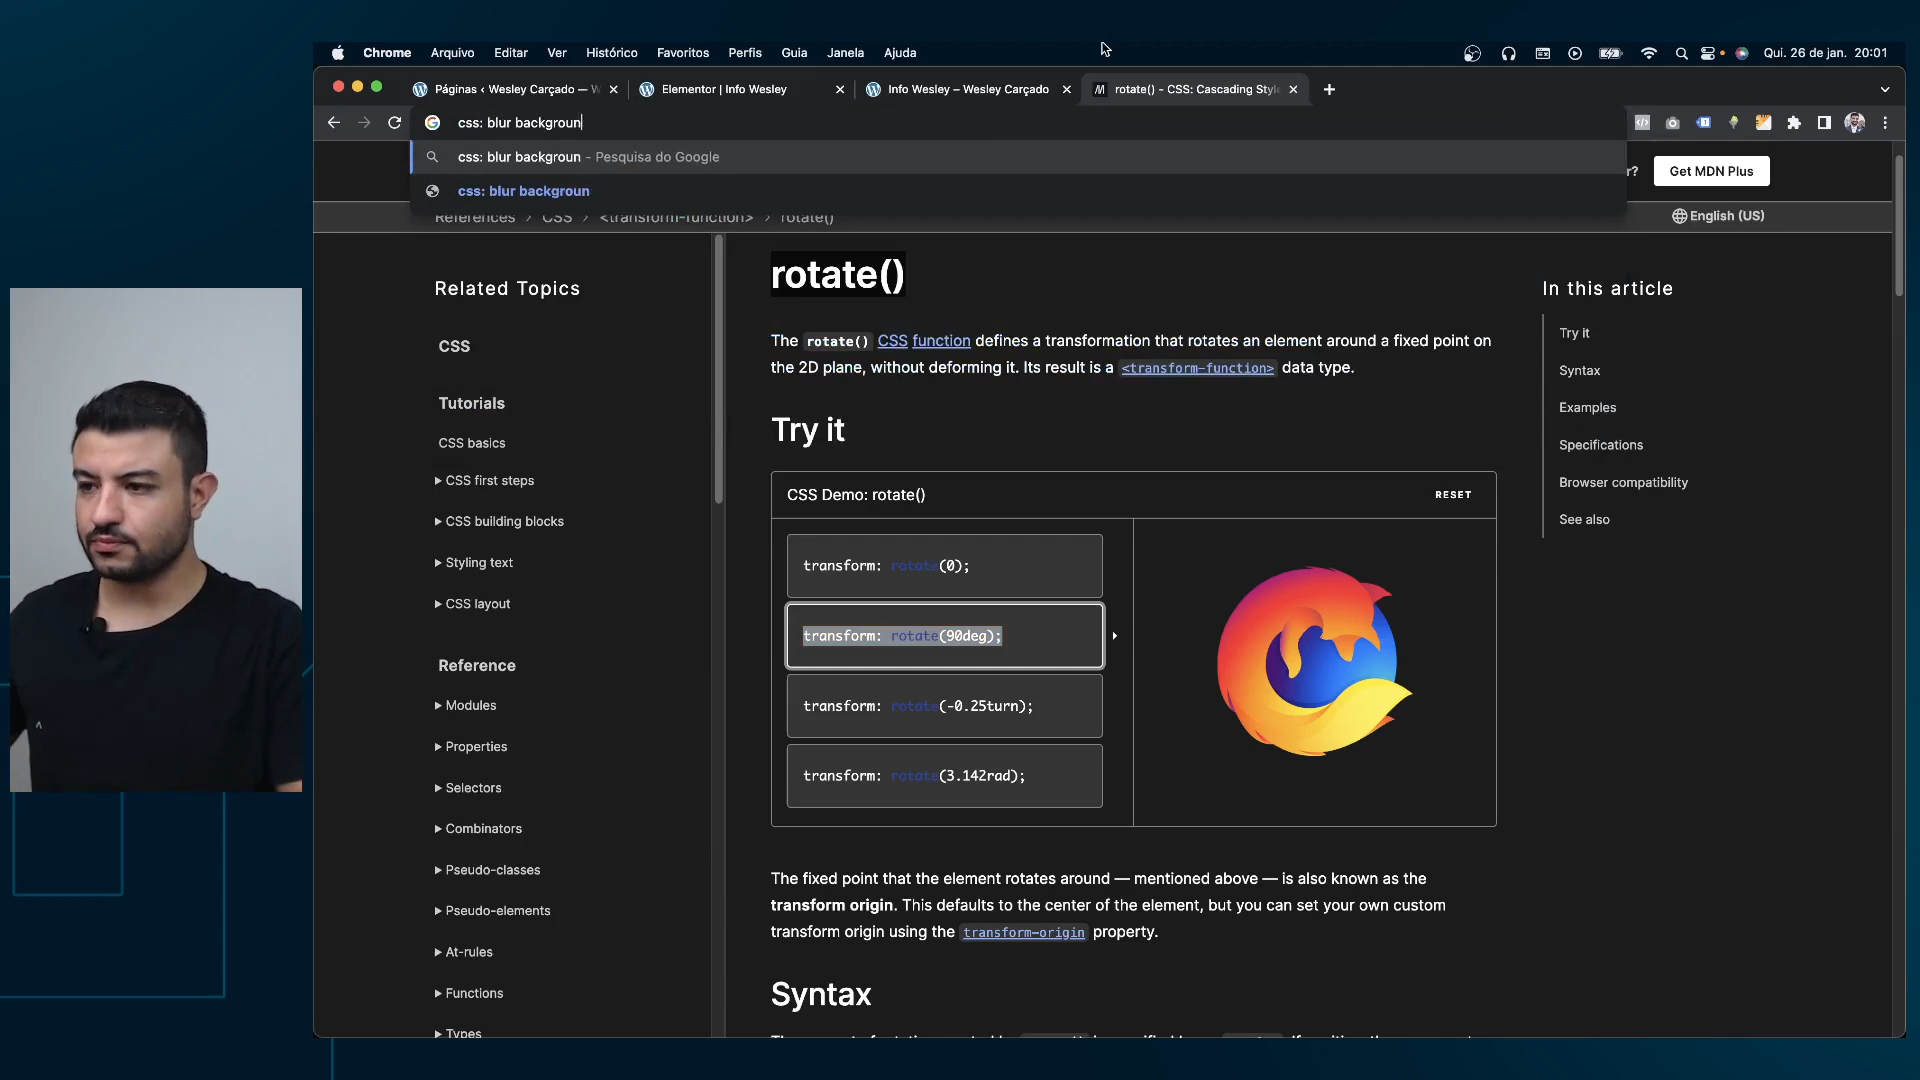 Chrome Arquivo Editar Ver Histórico Favoritos Perfis Guia Janela Ajuda Qui. 26 de jan. 20:01
Páginas ‹ Wesley Carçado — W Elementor | Info Wesley Info Wesley – Wesley Carçado rotate() - CSS: Cascading Style
css: blur backgroun
css: blur backgroun - Pesquisa do Google
css: blur backgroun
r? Get MDN Plus
References CSS <transform-function> rotate() English (US)
Related Topics
CSS
Tutorials
CSS basics
CSS first steps
CSS building blocks
Styling text
CSS layout
Reference
Modules
Properties
Selectors
Combinators
Pseudo-classes
Pseudo-elements
At-rules
Functions
Types
rotate()
The rotate() CSS function defines a transformation that rotates an element around a fixed point on
the 2D plane, without deforming it. Its result is a <transform-function> data type.
Try it
CSS Demo: rotate() RESET
transform: rotate(0);
transform: rotate(90deg);
transform: rotate(-0.25turn);
transform: rotate(3.142rad);
The fixed point that the element rotates around — mentioned above — is also known as the
transform origin. This defaults to the center of the element, but you can set your own custom
transform origin using the transform-origin property.
Syntax
In this article
Try it
Syntax
Examples
Specifications
Browser compatibility
See also